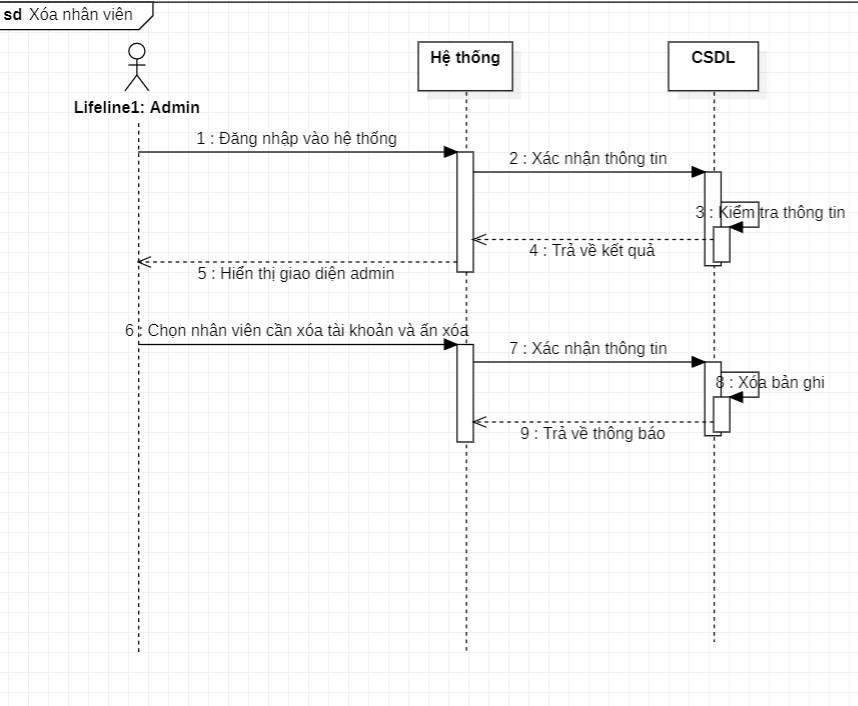 sd Xóa nhân viên
Hệ thống
CSDL
Lifeline1: Admin
1 : Đăng nhập vào hệ thống
2 : Xác nhận thông tin
3 : Kiểm tra thông tin
4 : Trả về kết quả
5 : Hiển thị giao diện admin
6 : Chọn nhân viên cần xóa tài khoản và ấn xóa
7 : Xác nhận thông tin
8 : Xóa bản ghi
9 : Trả về thông báo